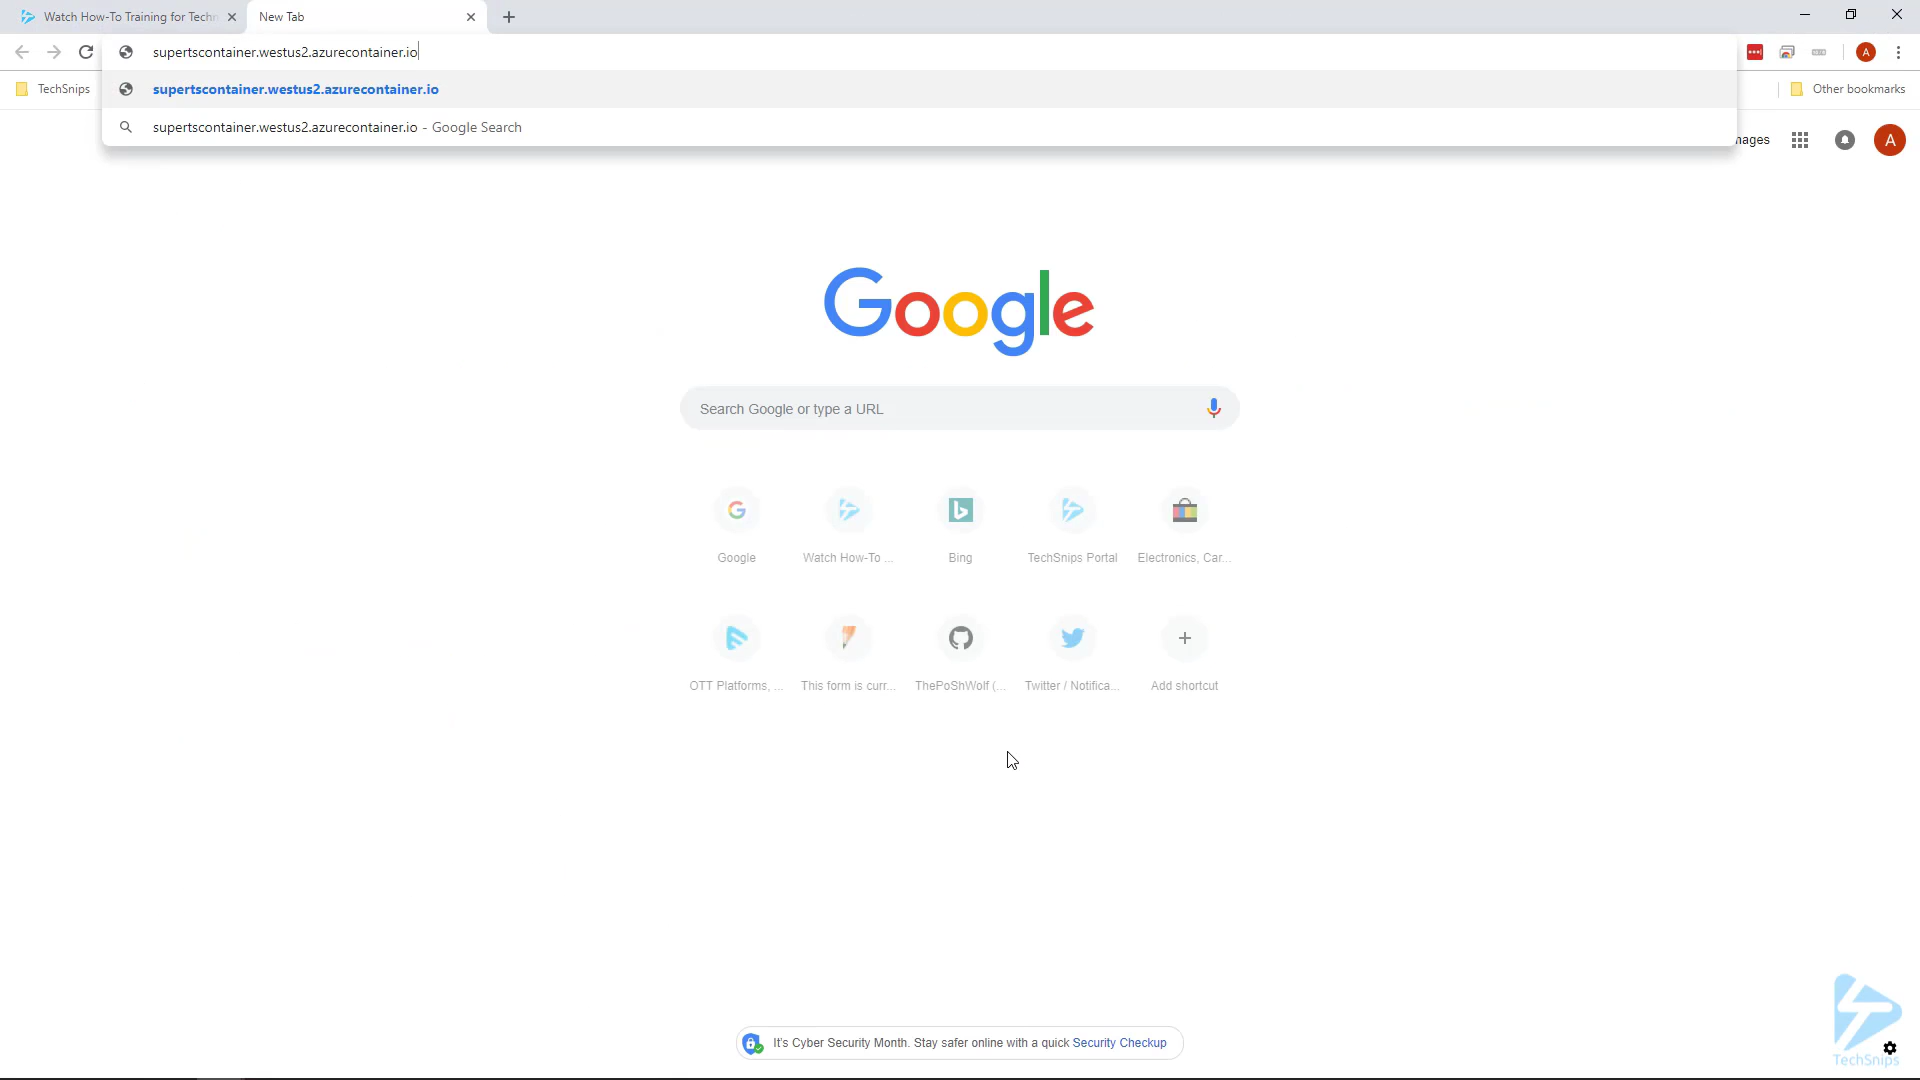 Watch How-To Training for Techn
New Tab
supertscontainer.westus2.azurecontainer.io
TechSnips
supertscontainer.westus2.azurecontainer.io
Other bookmarks
supertscontainer.westus2.azurecontainer.io - Google Search
mages
A
A
Google
Search Google or type a URL
Google
Watch How-To ...
Bing
TechSnips Portal
Electronics, Car...
OTT Platforms, ...
This form is curr...
ThePoShWolf (...
Twitter / Notifica...
Add shortcut
It's Cyber Security Month. Stay safer online with a quick Security Checkup
TechSnips